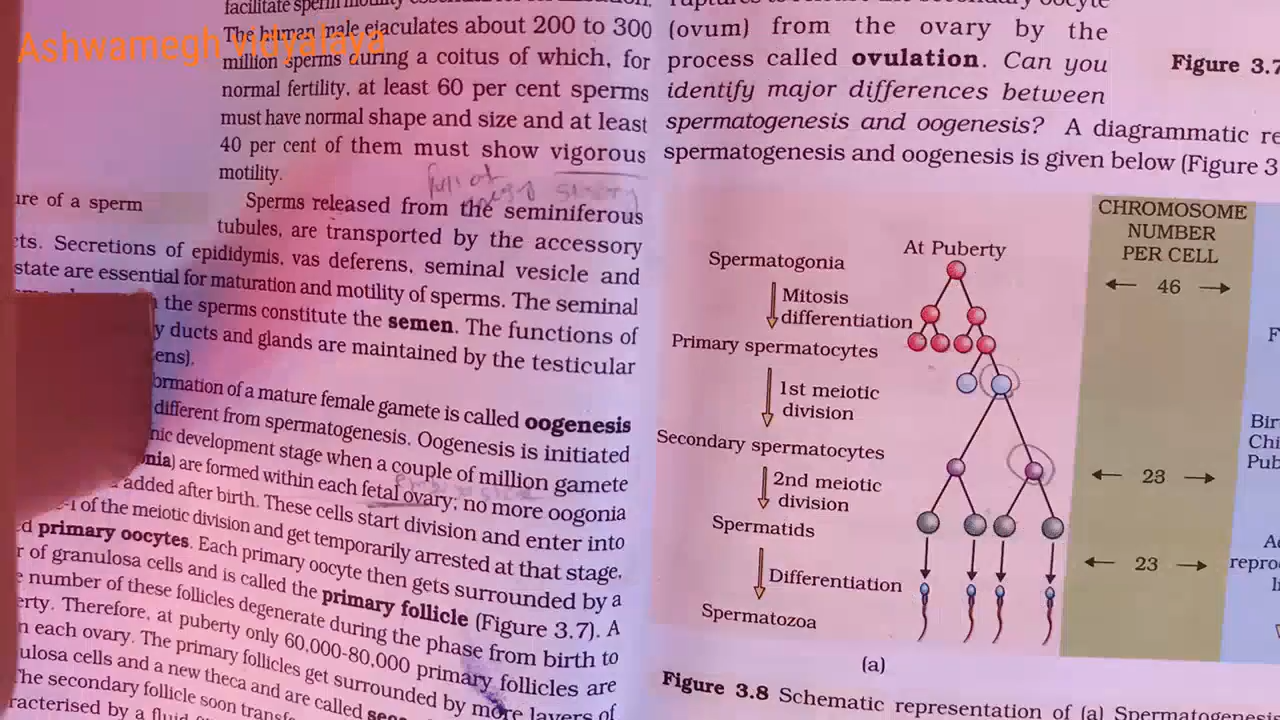 Ashwamegh vidyalaya
facilitate sperm motility
The human male ejaculates about 200 to 300
million sperms during a coitus of which, for
normal fertility, at least 60 per cent sperms
must have normal shape and size and at least
40 per cent of them must show vigorous
motility.
full of
Sperms released from the seminiferous
ure of a sperm
tubules, are transported by the accessory
cts. Secretions of epididymis, vas deferens, seminal vesicle and
state are essential for maturation and motility of sperms. The seminal
the sperms constitute the semen. The functions of
y ducts and glands are maintained by the testicular
ens).
ormation of a mature female gamete is called oogenesis
different from spermatogenesis. Oogenesis is initiated
nic development stage when a couple of million gamete
nia) are formed within each fetal ovary; no more oogonia
added after birth. These cells start division and enter into
-I of the meiotic division and get temporarily arrested at that stage,
d primary oocytes. Each primary oocyte then gets surrounded by a
r of granulosa cells and is called the primary follicle (Figure 3.7). A
e number of these follicles degenerate during the phase from birth to
erty. Therefore, at puberty only 60,000-80,000 primary follicles are
n each ovary. The primary follicles get surrounded by more layers of
ulosa cells and a new theca and are called
The secondary follicle soon
racterised by a fluid
secondary oocyte
(ovum) from the ovary by the
process called ovulation. Can you
identify major differences between
spermatogenesis and oogenesis? A diagrammatic re
spermatogenesis and oogenesis is given below (Figure 3
Figure 3.7
At Puberty
Spermatogonia
Mitosis
differentiation
Primary spermatocytes
1st meiotic
division
Secondary spermatocytes
2nd meiotic
division
Spermatids
Differentiation
Spermatozoa
(a)
CHROMOSOME
NUMBER
PER CELL
46
23
23
F
Bir
Chi
Pub
Ad
repro
Figure 3.8 Schematic representation of (a) Spermatogenesis